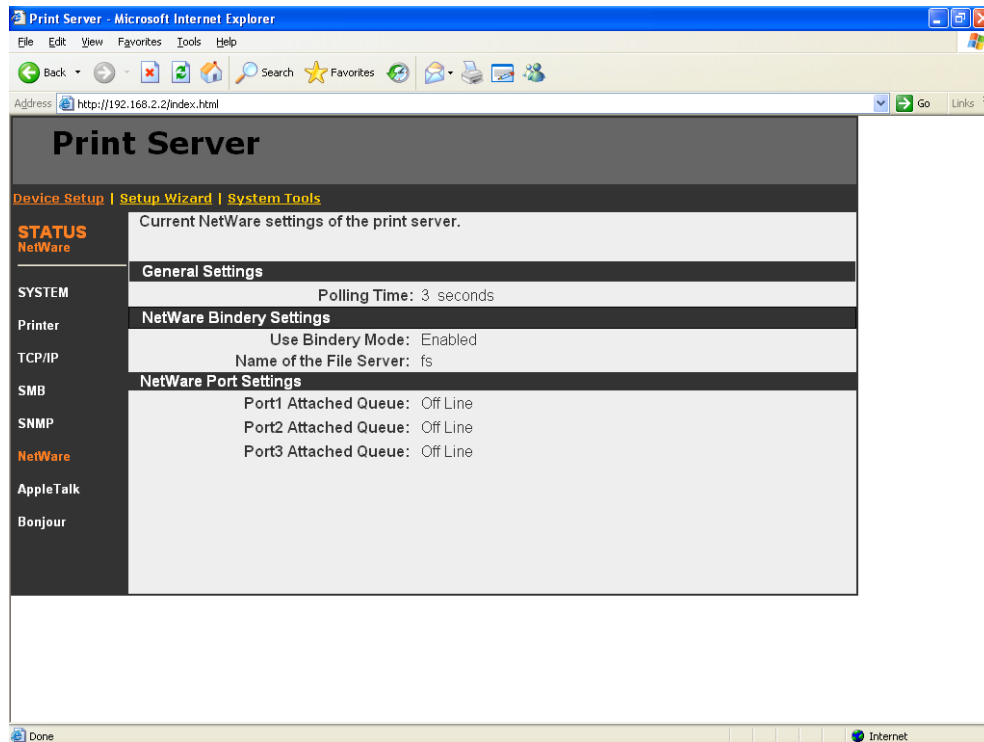 Print Server - Microsoft Internet Explorer
File Edit View Favorites Tools Help
Back Search Favorites
Address http://192.168.2.2/index.html Go Links
Print Server
Device Setup | Setup Wizard | System Tools
STATUS
NetWare
SYSTEM
Printer
TCP/IP
SMB
SNMP
NetWare
AppleTalk
Bonjour
Current NetWare settings of the print server.
General Settings
Polling Time: 3 seconds
NetWare Bindery Settings
Use Bindery Mode: Enabled
Name of the File Server: fs
NetWare Port Settings
Port1 Attached Queue: Off Line
Port2 Attached Queue: Off Line
Port3 Attached Queue: Off Line
Done Internet